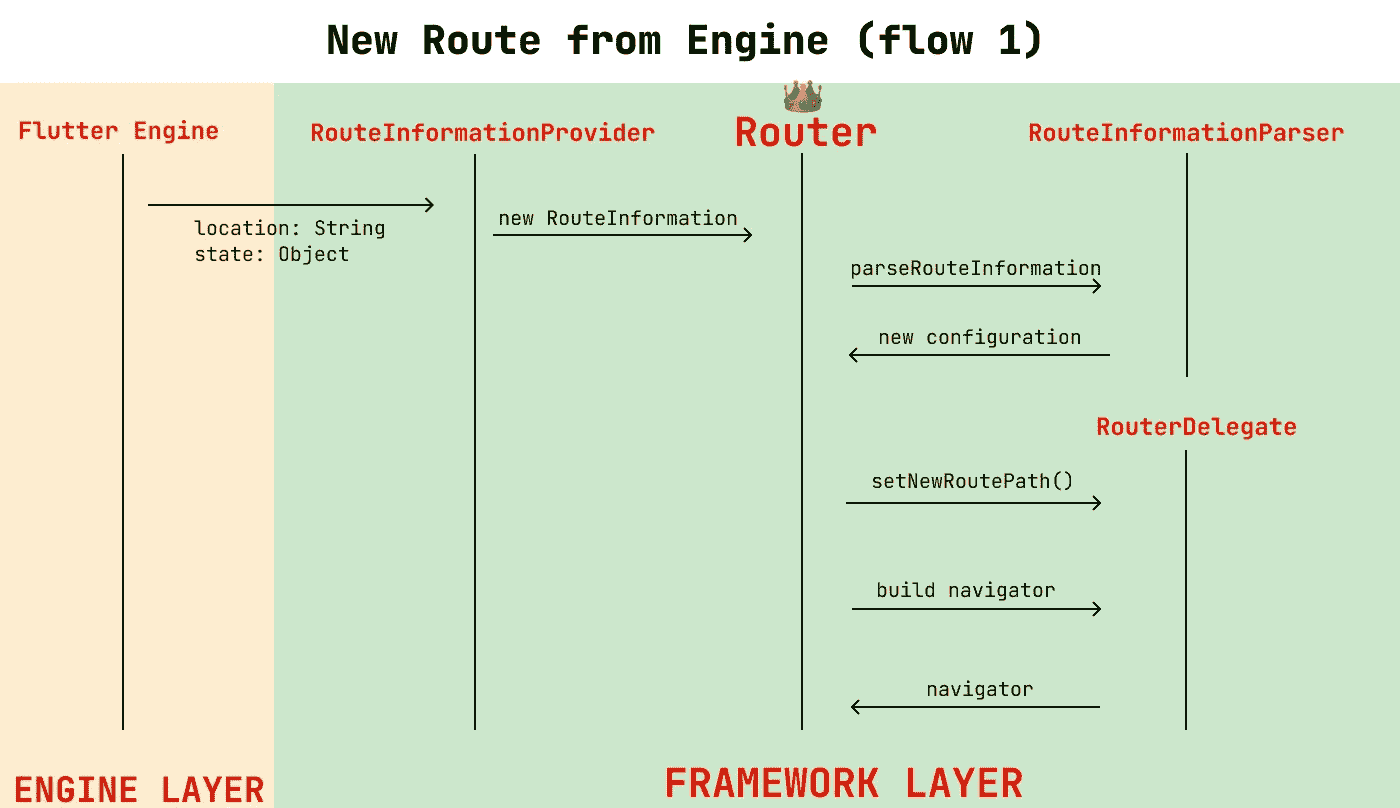 New Route from Engine (flow 1)
Flutter Engine
RouteInformationProvider
Router
RouteInformationParser
location: String
state: Object
new RouteInformation
parseRouteInformation
new configuration
RouterDelegate
setNewRoutePath()
build navigator
navigator
ENGINE LAYER
FRAMEWORK LAYER